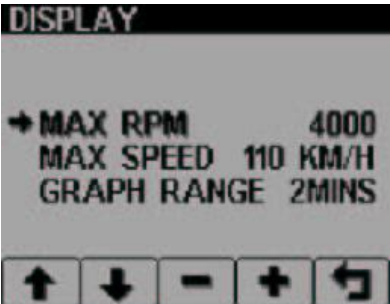 DISPLAY
MAX RPM 4000
MAX SPEED 110 KM/H
GRAPH RANGE 2MINS